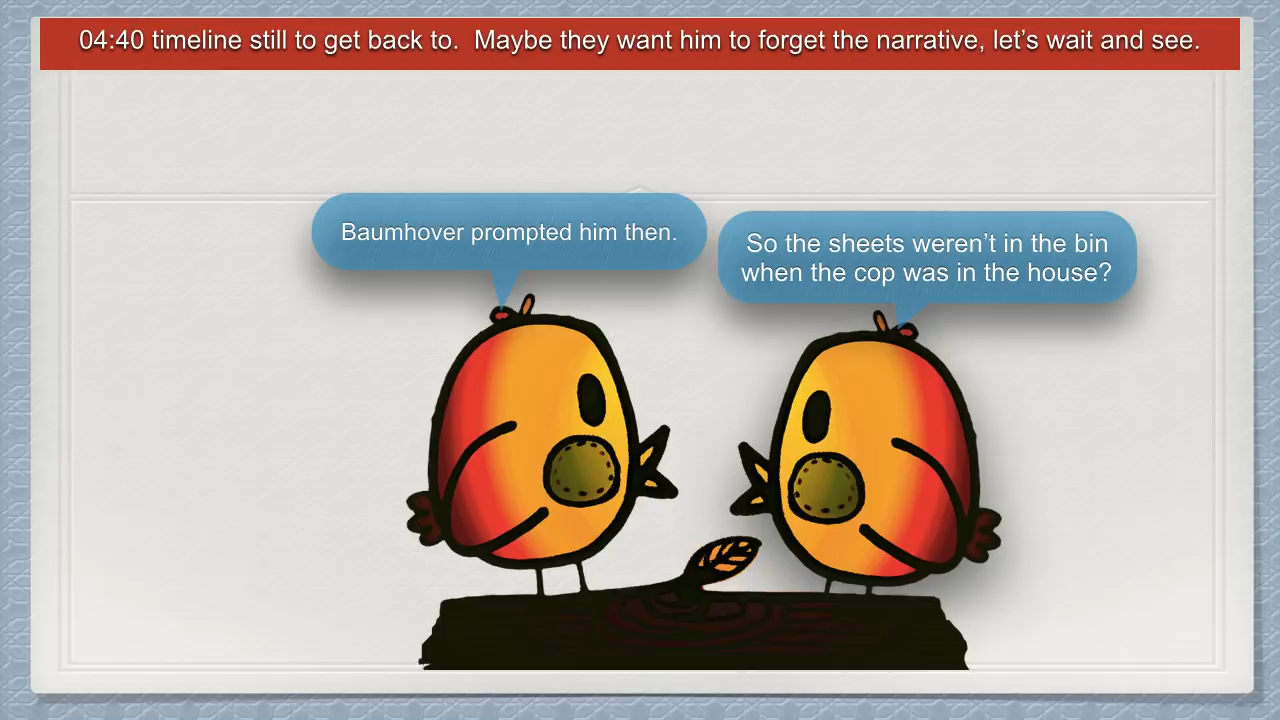 04:40 timeline still to get back to.  Maybe they want him to forget the narrative, let’s wait and see.
Baumhover prompted him then.
So the sheets weren’t in the bin
when the cop was in the house?